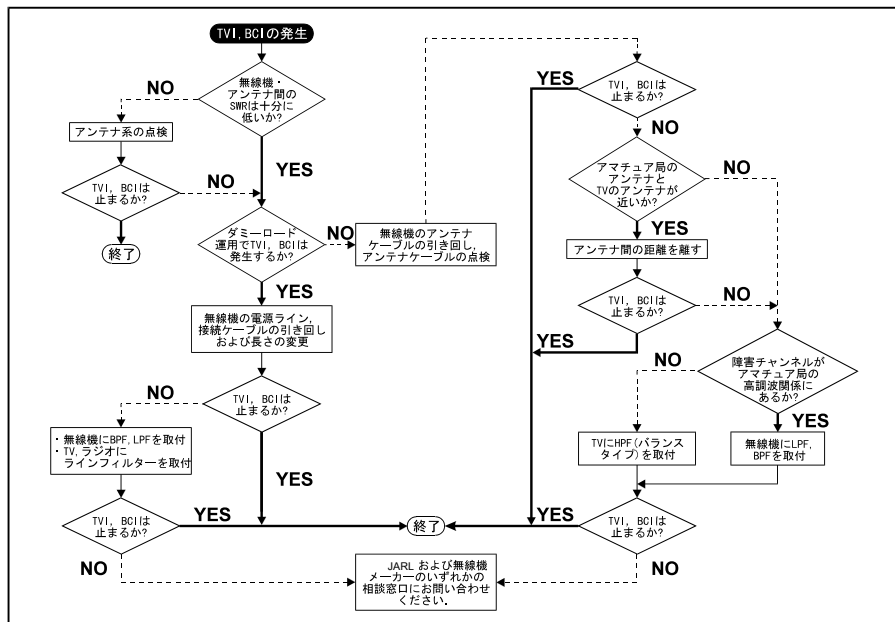 TVI, BCIの発生
無線機・
アンテナ間の
SWRは十分に
低いか?
NO
YES
アンテナ系の点検
TVI, BCIは
止まるか?
NO
終了
ダミーロード
運用でTVI, BCIは
発生するか?
NO
YES
無線機のアンテナ
ケーブルの引き回し,
アンテナケーブルの点検
無線機の電源ライン,
接続ケーブルの引き回し
および長さの変更
TVI, BCIは
止まるか?
NO
YES
・無線機にBPF, LPFを取付
・TV, ラジオに
ラインフィルターを取付
TVI, BCIは
止まるか?
YES
NO
終了
TVI, BCIは
止まるか?
YES
NO
アマチュア局の
アンテナと
TVのアンテナが
近いか?
NO
YES
アンテナ間の距離を離す
TVI, BCIは
止まるか?
NO
YES
障害チャンネルが
アマチュア局の
高調波関係に
あるか?
NO
YES
TVにHPF(バランス
タイプ)を取付
無線機にLPF,
BPFを取付
TVI, BCIは
止まるか?
YES
NO
JARL および無線機
メーカーのいずれかの
相談窓口にお問い合わせ
ください.